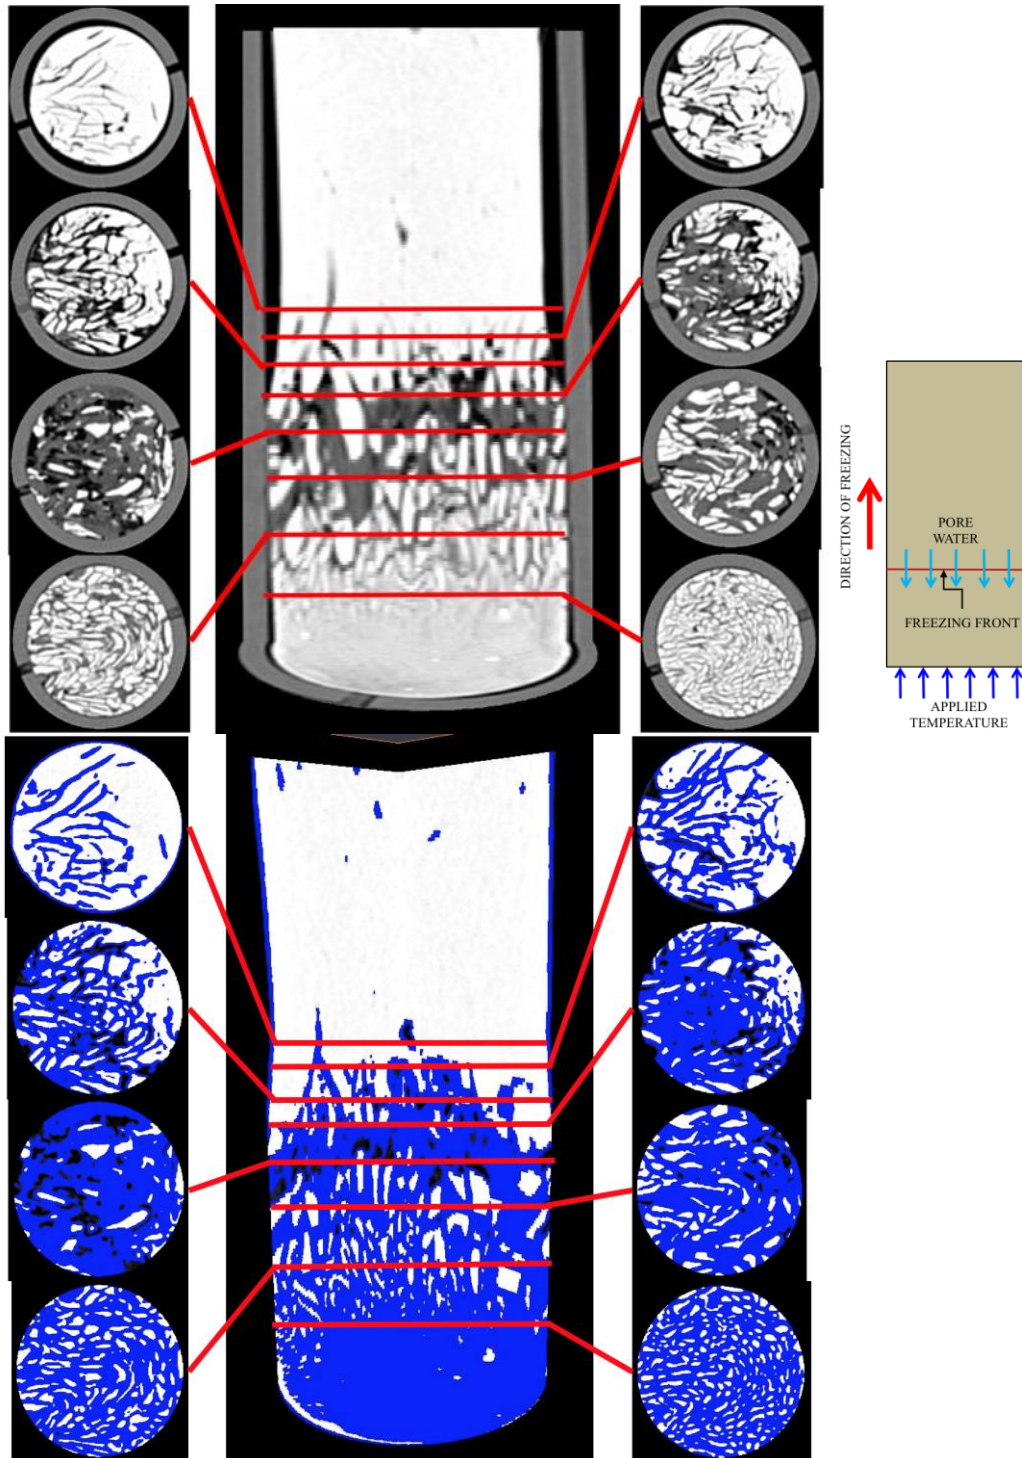 DIRECTION OF FREEZING
PORE
WATER
FREEZING FRONT
APPLIED
TEMPERATURE